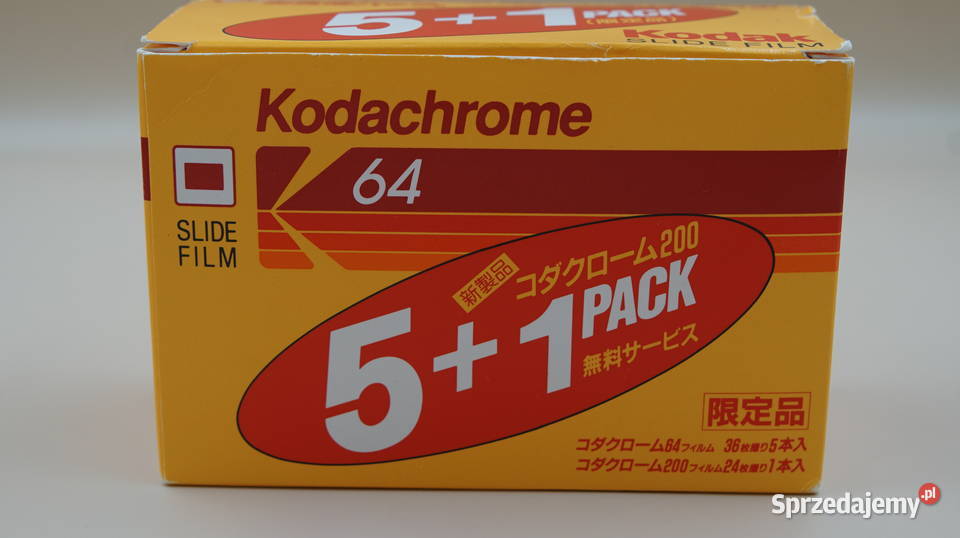 5+1 PACK
(限定品)
Kodak
SLIDE FILM
Kodachrome
64
SLIDE
FILM
新製品 コダクローム200
5+1 PACK
無料サービス
限定品
コダクローム64フィルム 36枚撮り5本入
コダクローム200フィルム24枚撮り1本入
Sprzedajemy.pl